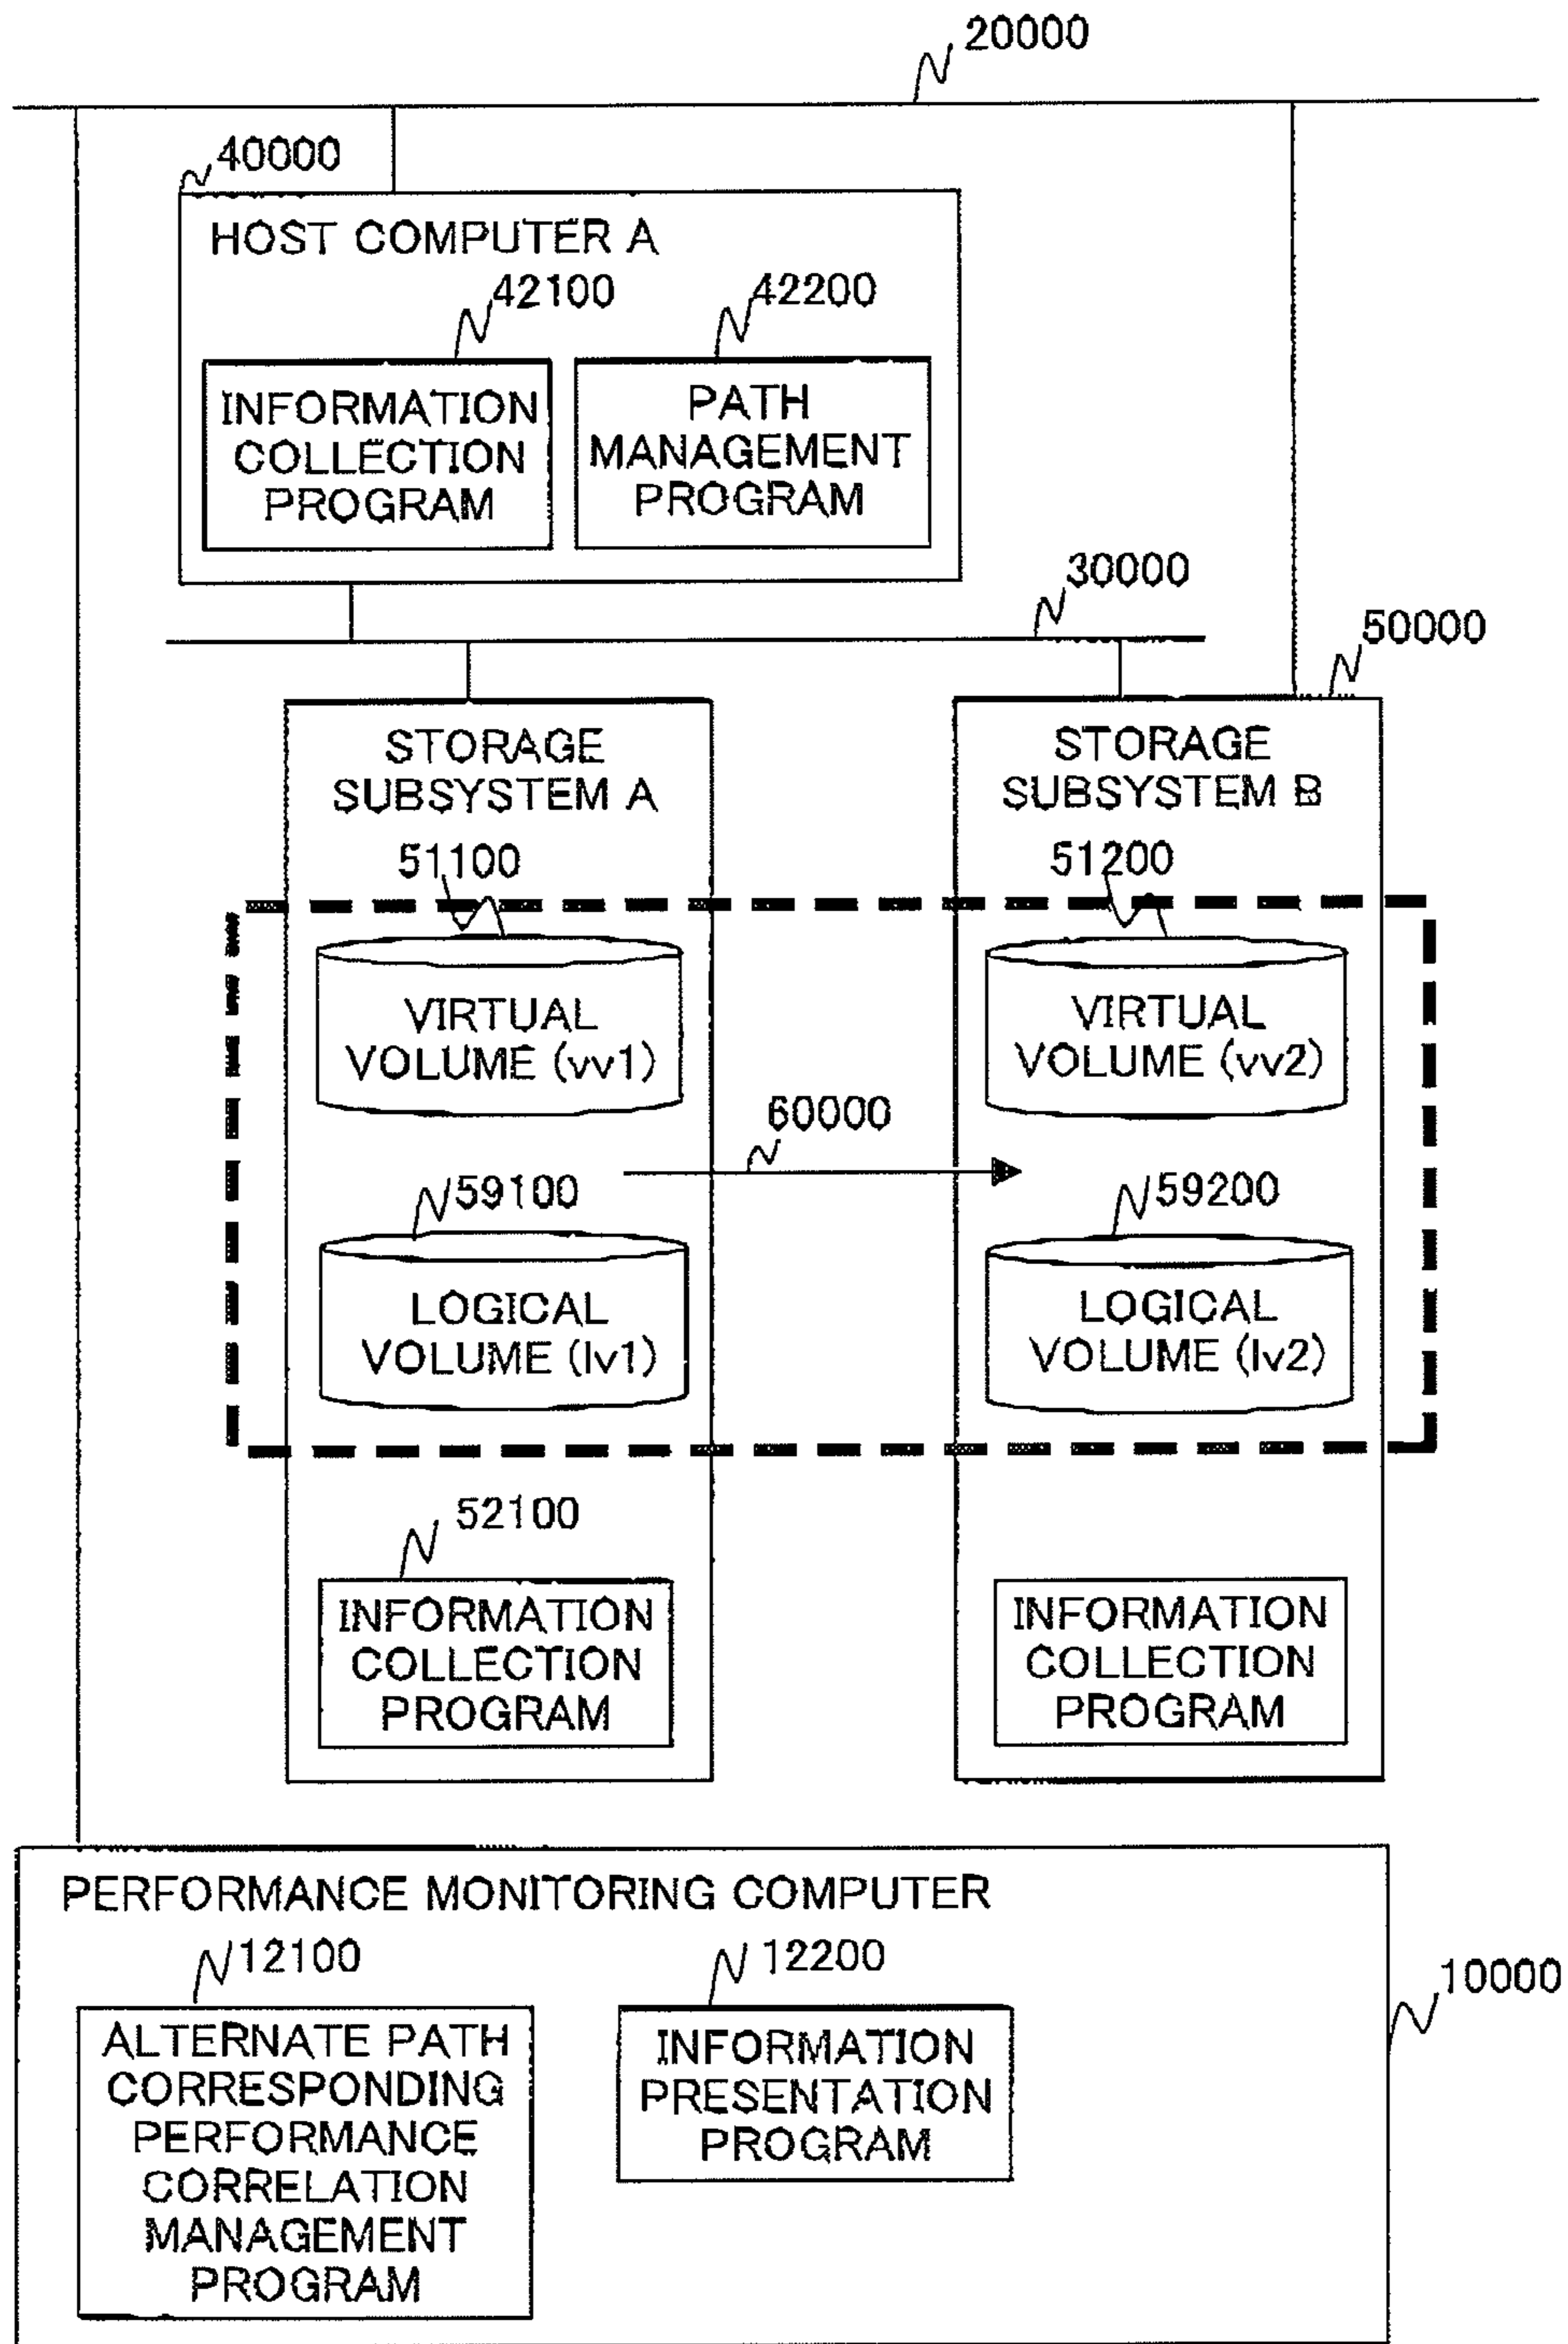 20000
40000
HOST COMPUTER A
42100
42200
INFORMATION
COLLECTION
PROGRAM
PATH
MANAGEMENT
PROGRAM
30000
50000
STORAGE
SUBSYSTEM A
STORAGE
SUBSYSTEM B
51100
51200
VIRTUAL
VOLUME (vv1)
VIRTUAL
VOLUME (vv2)
60000
59100
59200
LOGICAL
VOLUME (lv1)
LOGICAL
VOLUME (lv2)
52100
INFORMATION
COLLECTION
PROGRAM
INFORMATION
COLLECTION
PROGRAM
PERFORMANCE MONITORING COMPUTER
12100
12200
10000
ALTERNATE PATH
CORRESPONDING
PERFORMANCE
CORRELATION
MANAGEMENT
PROGRAM
INFORMATION
PRESENTATION
PROGRAM